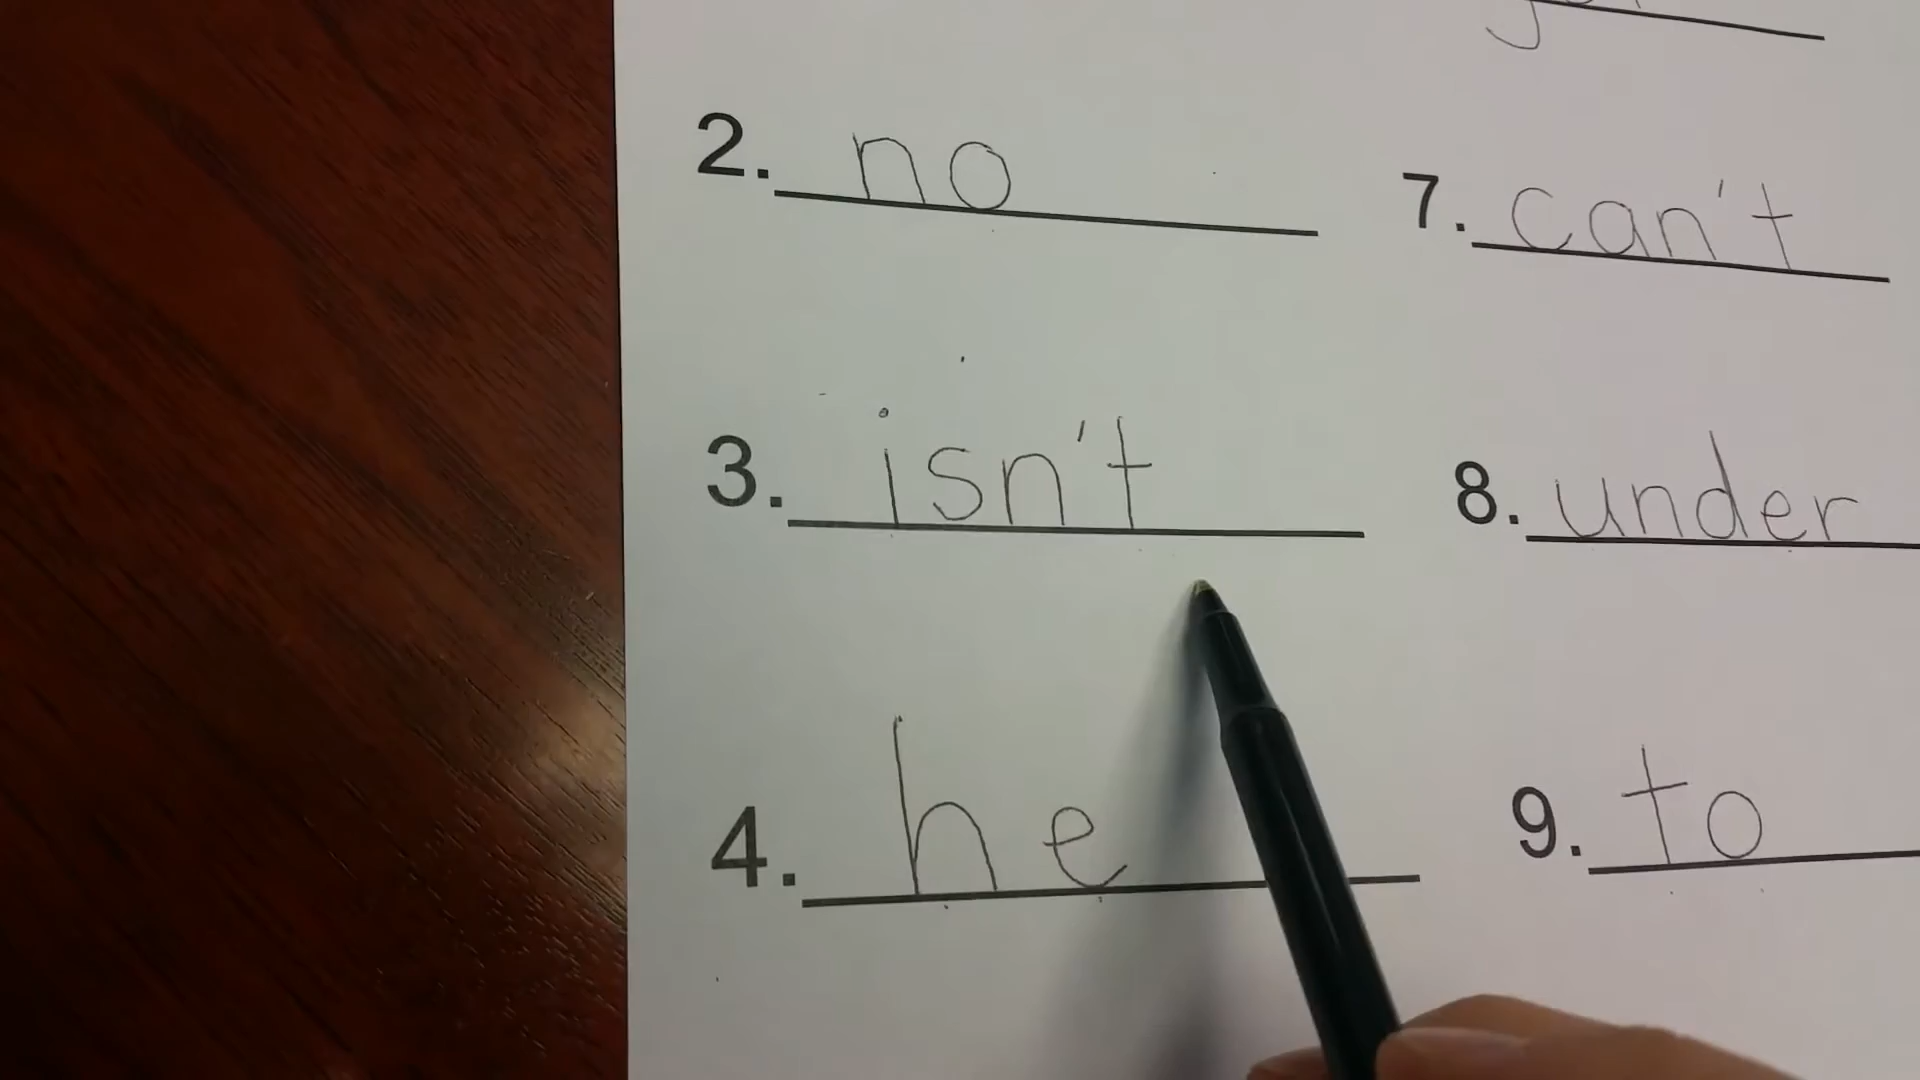 2. no
3. isn't
4. he
7. can't
8. under
9. to